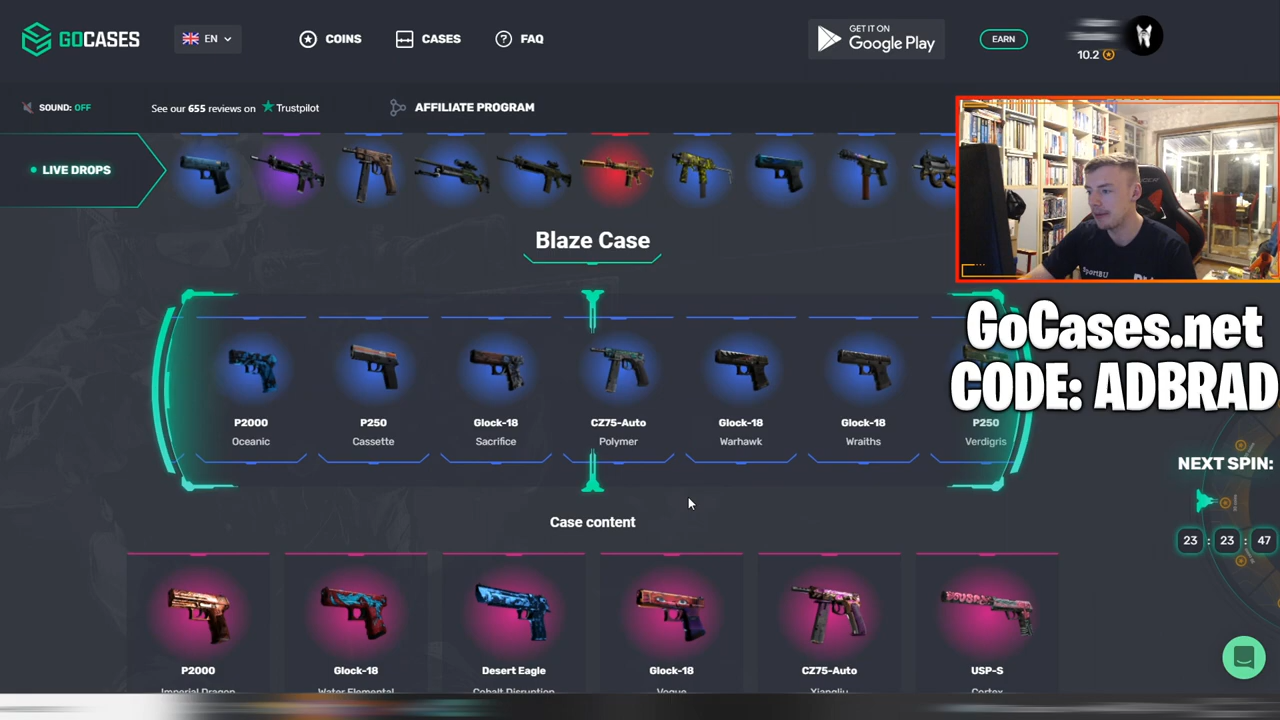 GOCASES
EN
COINS
CASES
FAQ
GET IT ON
Google Play
EARN
10.2
SOUND: OFF
See our 655 reviews on Trustpilot
AFFILIATE PROGRAM
LIVE DROPS
Blaze Case
P2000
Oceanic
P250
Cassette
Glock-18
Sacrifice
CZ75-Auto
Polymer
Glock-18
Warhawk
Glock-18
Wraiths
P250
Verdigris
GoCases.net
CODE: ADBRAD
NEXT SPIN:
23 : 23 : 47
Case content
P2000
Imperial Dragon
Glock-18
Water Elemental
Desert Eagle
Cobalt Disruption
Glock-18
Vogue
CZ75-Auto
Xiangliu
USP-S
Cortex